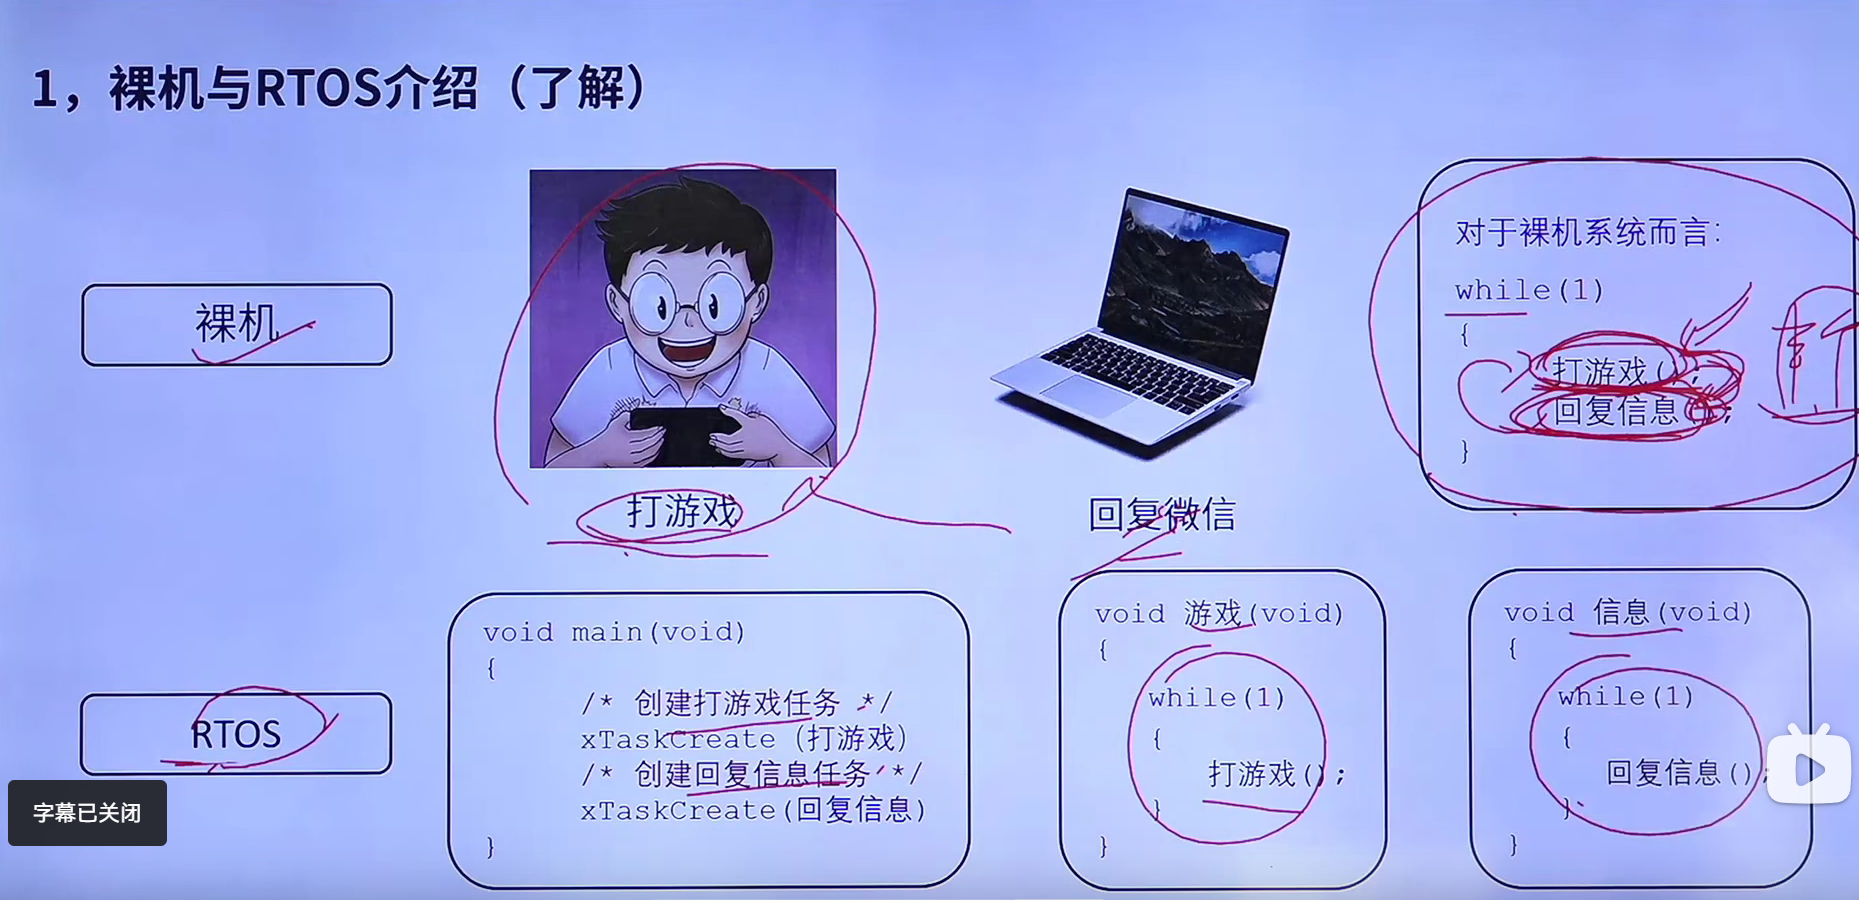 1，裸机与RTOS介绍（了解）
裸机
打游戏
回复微信
对于裸机系统而言：
while(1)
{
打游戏();
回复信息();
}
RTOS
void main(void)
{
/* 创建打游戏任务 */
xTaskCreate（打游戏）
/* 创建回复信息任务 */
xTaskCreate(回复信息)
}
void 游戏(void)
{
while(1)
{
打游戏();
}
}
void 信息(void)
{
while(1)
{
回复信息();
}
}
字幕已关闭